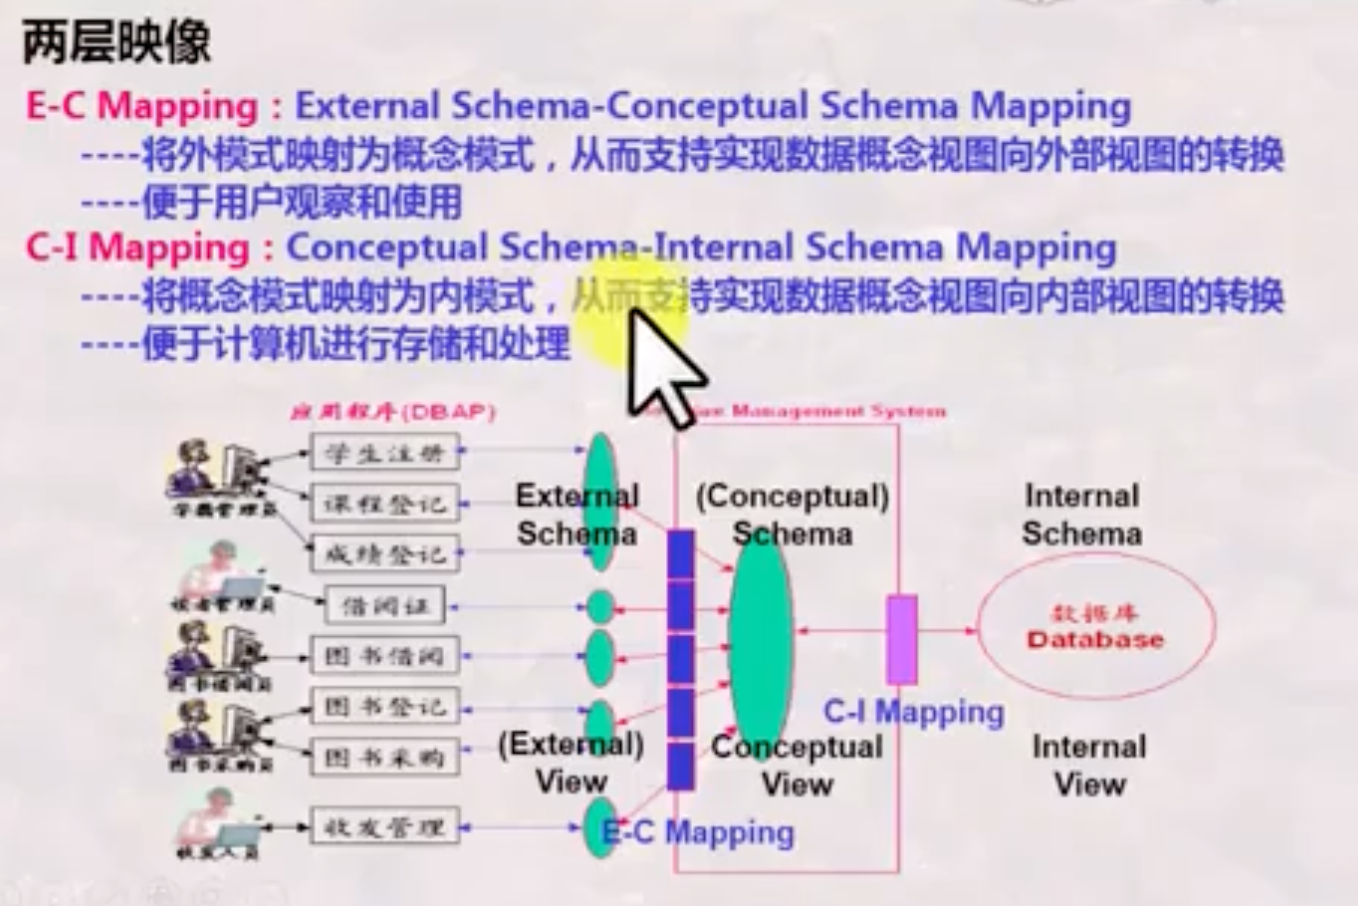 两层映像
E-C Mapping：External Schema-Conceptual Schema Mapping
----将外模式映射为概念模式，从而支持实现数据概念视图向外部视图的转换
----便于用户观察和使用
C-I Mapping：Conceptual Schema-Internal Schema Mapping
----将概念模式映射为内模式，从而支持实现数据概念视图向内部视图的转换
----便于计算机进行存储和处理
应用程序(DBAP)
Management System
学生注册
课程登记
学籍管理员
成绩登记
External
Schema
(Conceptual)
Schema
Internal
Schema
借阅证
读者管理员
数据库
Database
图书借阅
图书借阅员
图书登记
图书采购
图书采购员
(External)
View
Conceptual
View
C-I Mapping
Internal
View
收发管理
收发人员
E-C Mapping